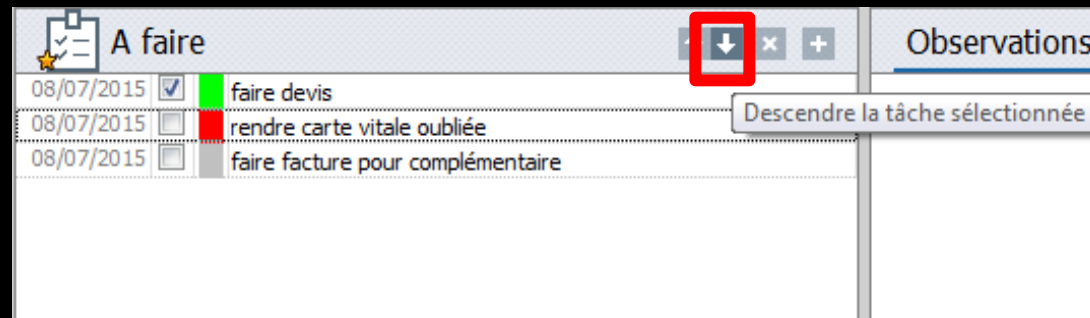 A faire
Observations
08/07/2015 faire devis
Descendre la tâche sélectionnée
08/07/2015 rendre carte vitale oubliée
08/07/2015 faire facture pour complémentaire